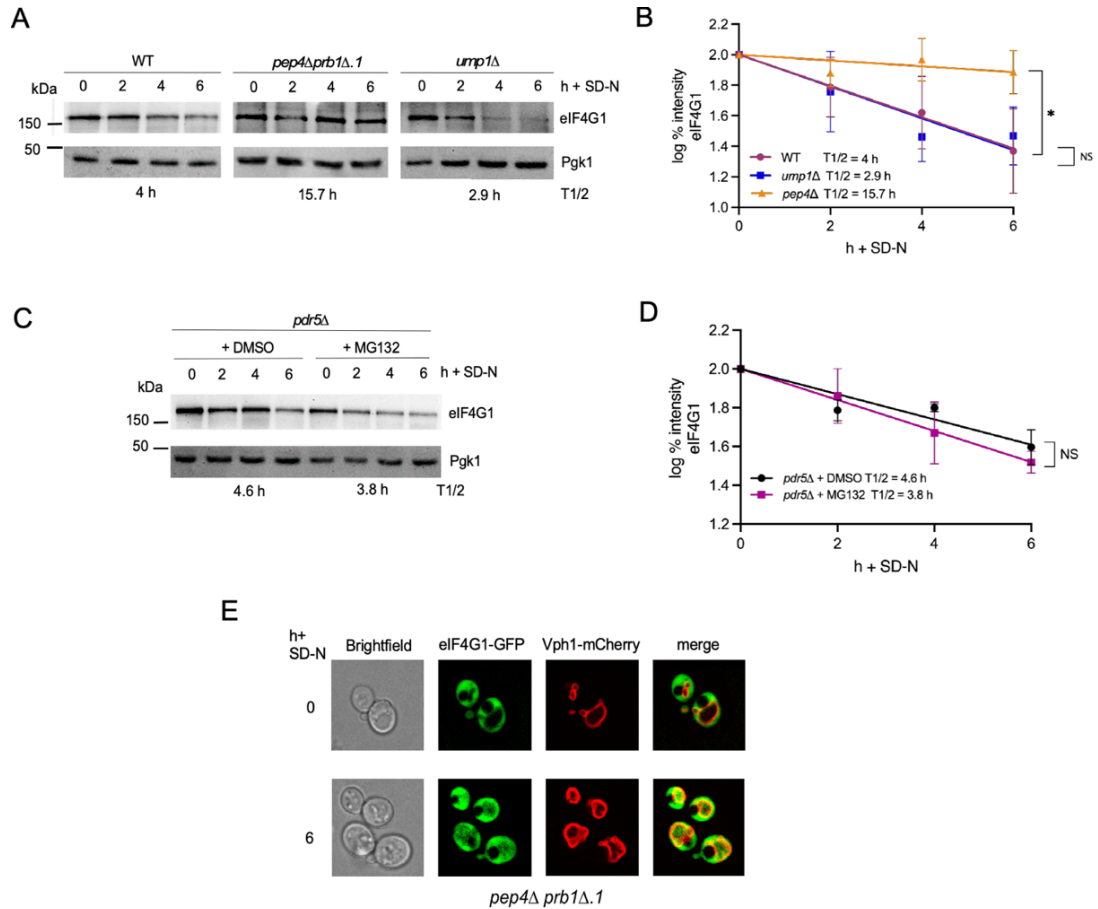 A
WT
pep4Δprb1Δ.1
ump1Δ
kDa
0 2 4 6 0 2 4 6 0 2 4 6 h + SD-N
150
eIF4G1
50
Pgk1
4 h 15.7 h 2.9 h T1/2
B
2.2
2.0
1.8
1.6
1.4
1.2
1.0
log % intensity
eIF4G1
*
NS
WT T1/2 = 4 h
ump1Δ T1/2 = 2.9 h
pep4Δ T1/2 = 15.7 h
0 2 4 6
h + SD-N
C
pdr5Δ
+ DMSO + MG132
kDa
0 2 4 6 0 2 4 6 h + SD-N
150
eIF4G1
50
Pgk1
4.6 h 3.8 h T1/2
D
2.2
2.0
1.8
1.6
1.4
1.2
log % intensity
eIF4G1
NS
pdr5Δ + DMSO T1/2 = 4.6 h
pdr5Δ + MG132 T1/2 = 3.8 h
0 2 4 6
h + SD-N
E
h+
SD-N
Brightfield eIF4G1-GFP Vph1-mCherry merge
0
6
pep4Δ prb1Δ.1